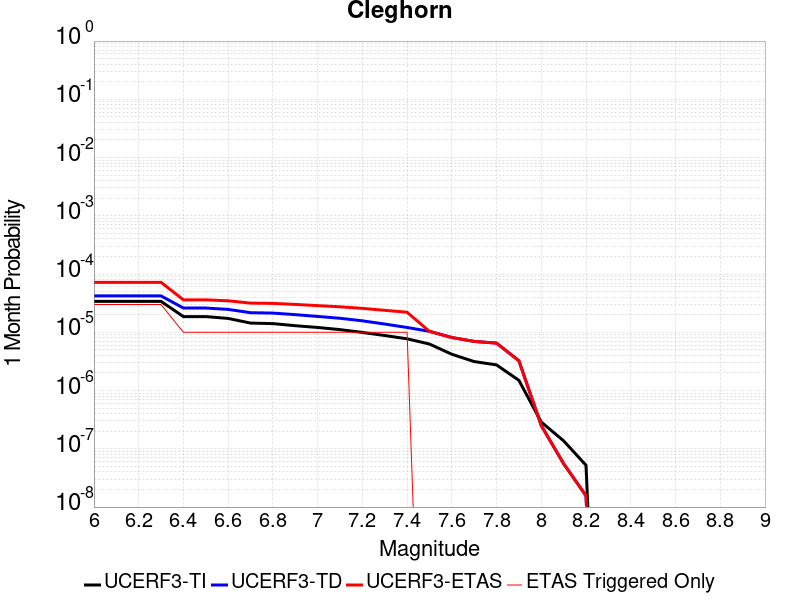 Cleghorn
10^0
10^-1
10^-2
10^-3
10^-4
10^-5
10^-6
10^-7
10^-8
1 Month Probability
6 6.2 6.4 6.6 6.8 7 7.2 7.4 7.6 7.8 8 8.2 8.4 8.6 8.8 9
Magnitude
UCERF3-TI UCERF3-TD UCERF3-ETAS ETAS Triggered Only